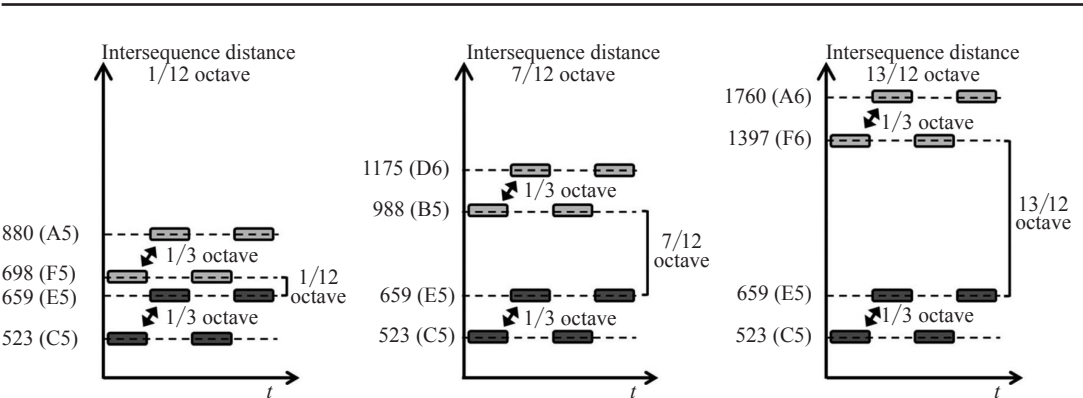 Intersequence distance
1/12 octave
880 (A5)
1/3 octave
698 (F5)
659 (E5)
1/12
octave
1/3 octave
523 (C5)
t
Intersequence distance
7/12 octave
1175 (D6)
1/3 octave
988 (B5)
7/12
octave
659 (E5)
1/3 octave
523 (C5)
t
Intersequence distance
13/12 octave
1760 (A6)
1/3 octave
1397 (F6)
13/12
octave
659 (E5)
1/3 octave
523 (C5)
t